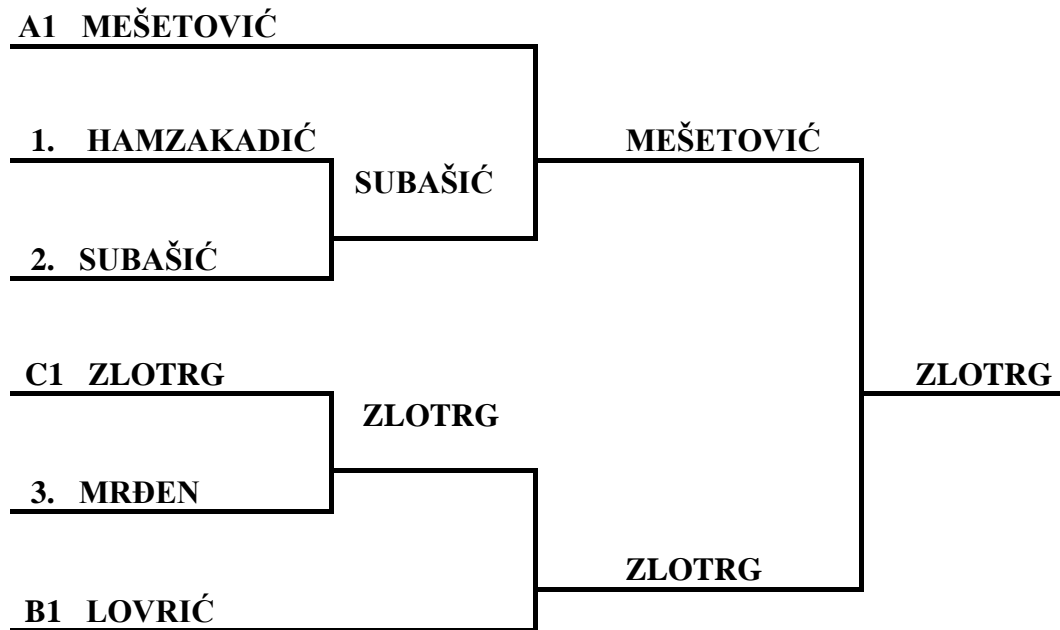 A1 MEŠETOVIĆ
1. HAMZAKADIĆ
MEŠETOVIĆ
SUBAŠIĆ
2. SUBAŠIĆ
C1 ZLOTRG
ZLOTRG
ZLOTRG
3. MRĐEN
ZLOTRG
B1 LOVRIĆ